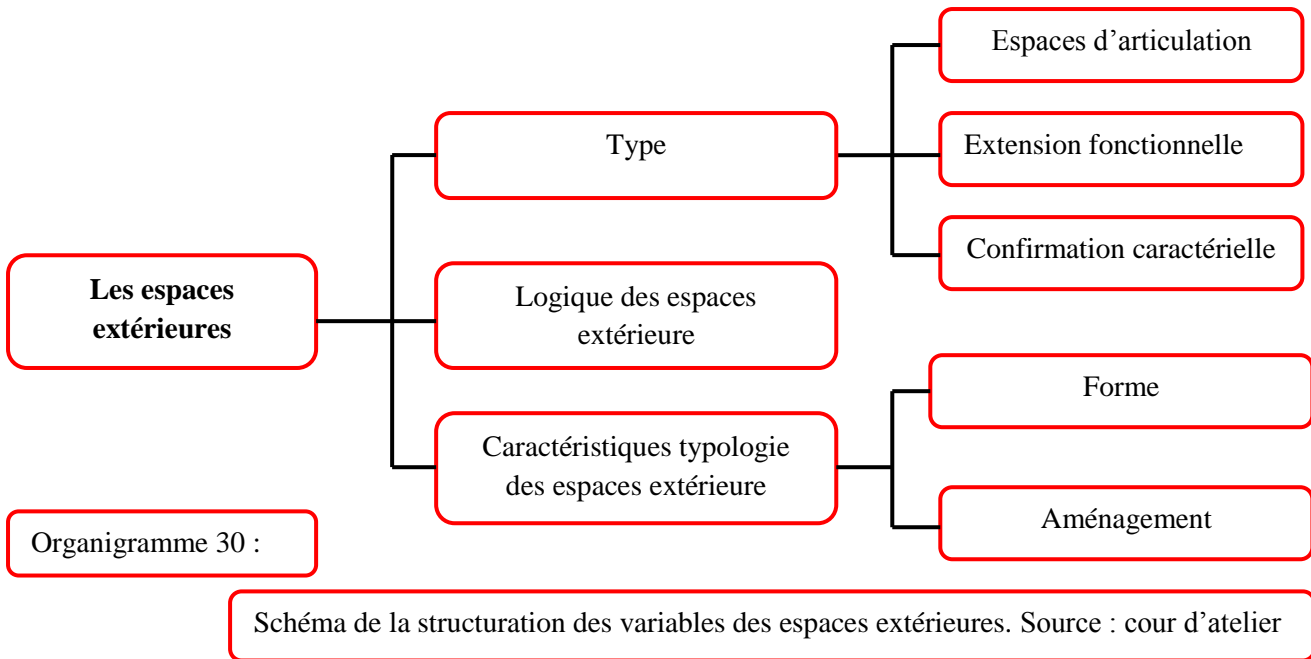 Espaces d’articulation
Type
Extension fonctionnelle
Confirmation caractérielle
Les espaces
extérieures
Logique des espaces
extérieure
Forme
Caractéristiques typologie
des espaces extérieure
Aménagement
Organigramme 30 :
Schéma de la structuration des variables des espaces extérieures. Source : cour d’atelier